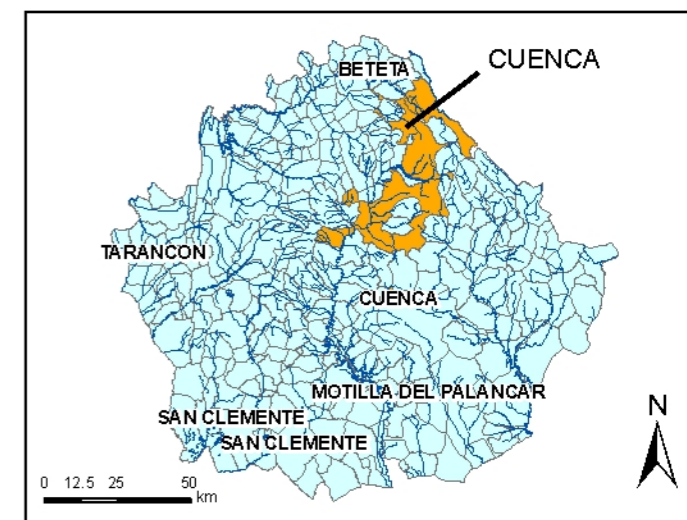 BETETA
CUENCA
TARANCON
CUENCA
MOTILLA DEL PALANCAR
SAN CLEMENTE
SAN CLEMENTE
N
0 12.5 25 50
km